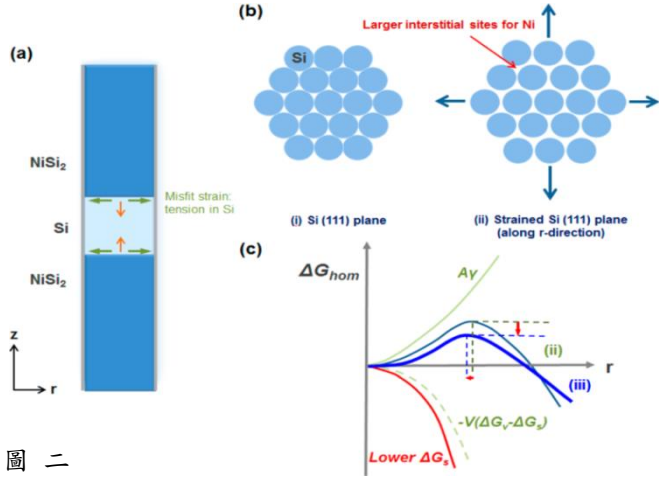 (a)
NiSi₂
Si
NiSi₂
Misfit strain:
tension in Si
z
r
(b)
Larger interstitial sites for Ni
Si
(i) Si (111) plane
(ii) Strained Si (111) plane
(along r-direction)
(c)
ΔG_hom
Aγ
(ii)
r
(iii)
-V(ΔGᵥ-ΔGₛ)
Lower ΔGₛ
圖 二